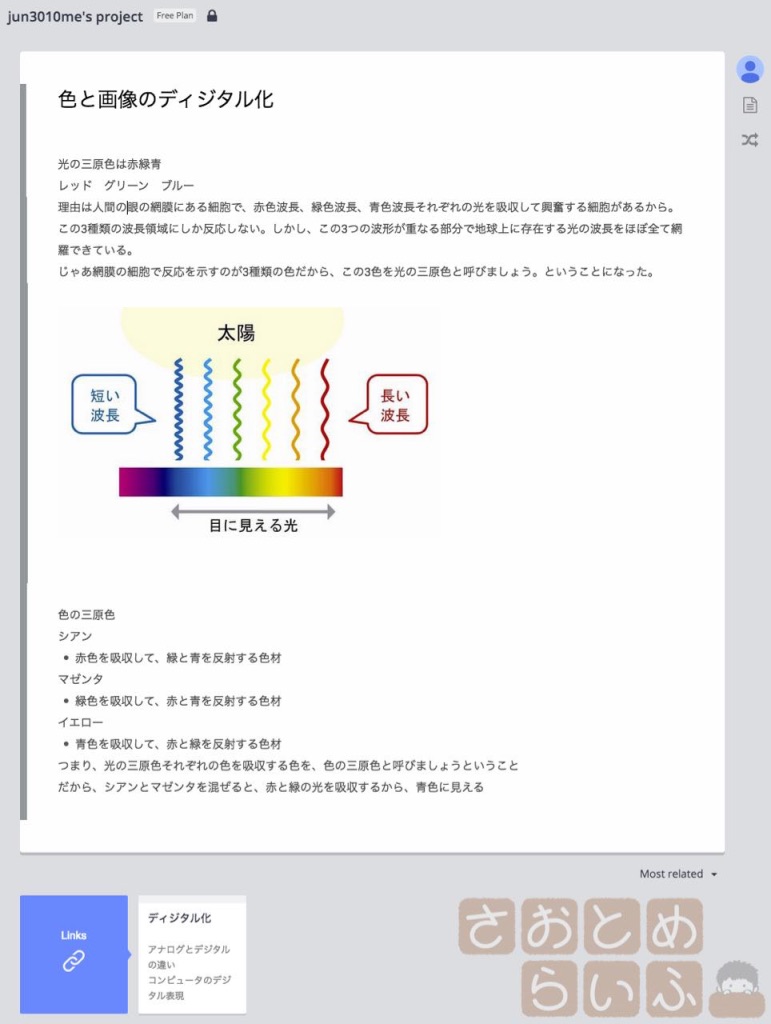 jun3010me's project Free Plan
色と画像のディジタル化
光の三原色は赤緑青
レッド　グリーン　ブルー
理由は人間の眼の網膜にある細胞で、赤色波長、緑色波長、青色波長それぞれの光を吸収して興奮する細胞があるから。
この3種類の波長領域にしか反応しない。しかし、この3つの波形が重なる部分で地球上に存在する光の波長をほぼ全て網
羅できている。
じゃあ網膜の細胞で反応を示すのが3種類の色だから、この3色を光の三原色と呼びましょう。ということになった。
太陽
短い
波長
長い
波長
目に見える光
色の三原色
シアン
• 赤色を吸収して、緑と青を反射する色材
マゼンタ
• 緑色を吸収して、赤と青を反射する色材
イエロー
• 青色を吸収して、赤と緑を反射する色材
つまり、光の三原色それぞれの色を吸収する色を、色の三原色と呼びましょうということ
だから、シアンとマゼンタを混ぜると、赤と緑の光を吸収するから、青色に見える
Most related
Links
ディジタル化
アナログとデジタル
の違い
コンピュータのデジ
タル表現
さおとめ
らいふ